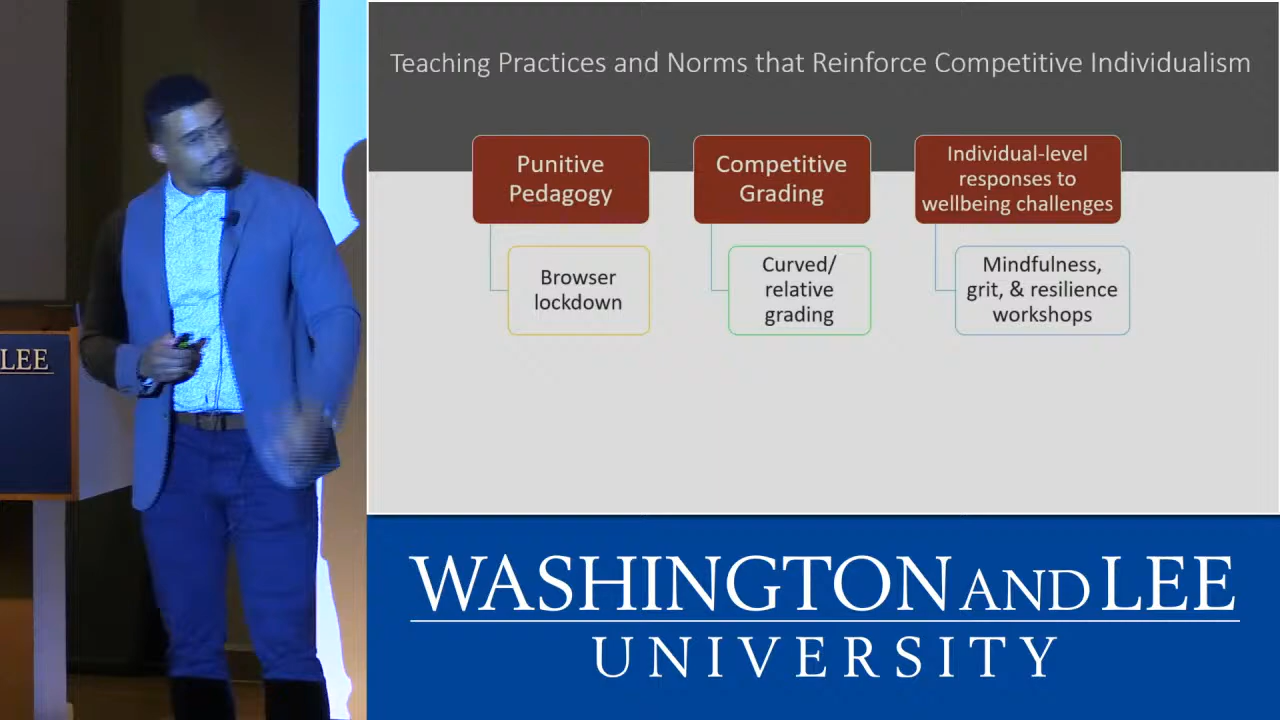 Teaching Practices and Norms that Reinforce Competitive Individualism
Punitive
Pedagogy
Competitive
Grading
Individual-level
responses to
wellbeing challenges
Browser
lockdown
Curved/
relative
grading
Mindfulness,
grit, & resilience
workshops
LEE
WASHINGTON AND LEE
UNIVERSITY